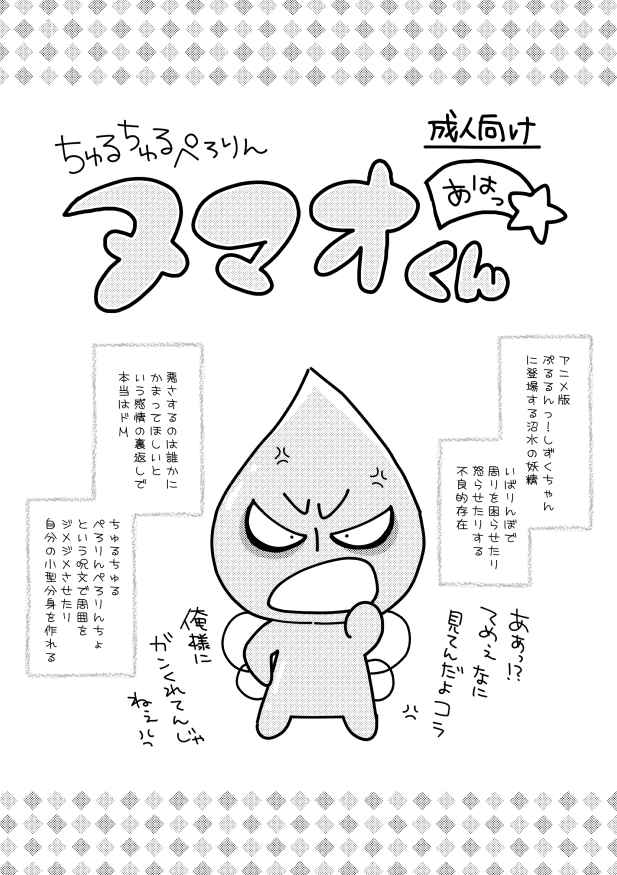 成人向け
ちゅるちゅるぺろりん
あはっ
ヌマオくん
アニメ版
ぷるるんっ!しずくちゃん
に登場する沼水の妖精
いばりんぼで
周りを困らせたり
怒らせたりする
不良的存在
悪さするのは誰かに
かまってほしいと
いう感情の裏返しで
本当はドM
ちゅるちゅる
ぺろりんぺろりんちょ
という呪文で周囲を
ジメジメさせたり
自分の小型分身を作れる
ああっ!?
てめえなに
見てんだよコラ
俺様に
ガンくれてんじゃ
ねえっ